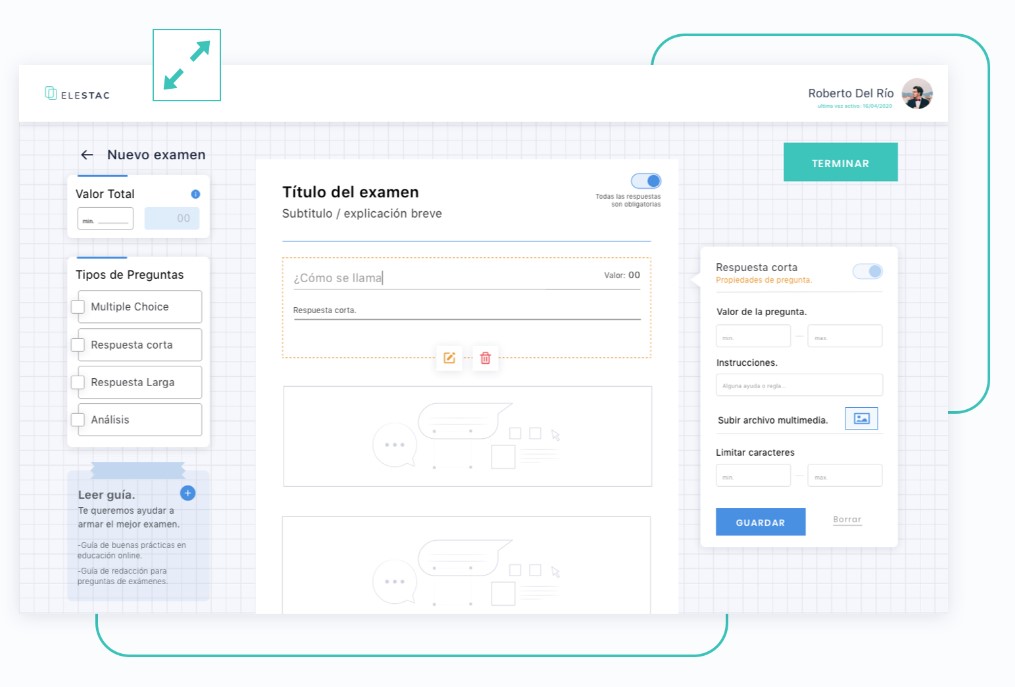 ELESTAC
Roberto Del Río
ultima vez activo: 16/04/2020
Nuevo examen
TERMINAR
Valor Total
min.
00
Tipos de Preguntas
Multiple Choice
Respuesta corta
Respuesta Larga
Análisis
Leer guía.
Te queremos ayudar a
armar el mejor examen.
-Guía de buenas prácticas en
educación online.
-Guía de redacción para
preguntas de exámenes.
Título del examen
Subtitulo / explicación breve
Todas las respuestas
son obligatorias
¿Cómo se llama
Valor: 00
Respuesta corta.
Respuesta corta
Propiedades de pregunta.
Valor de la pregunta.
min.
max.
Instrucciones.
Alguna ayuda o regla...
Subir archivo multimedia.
Limitar caracteres
min.
max.
GUARDAR
Borrar